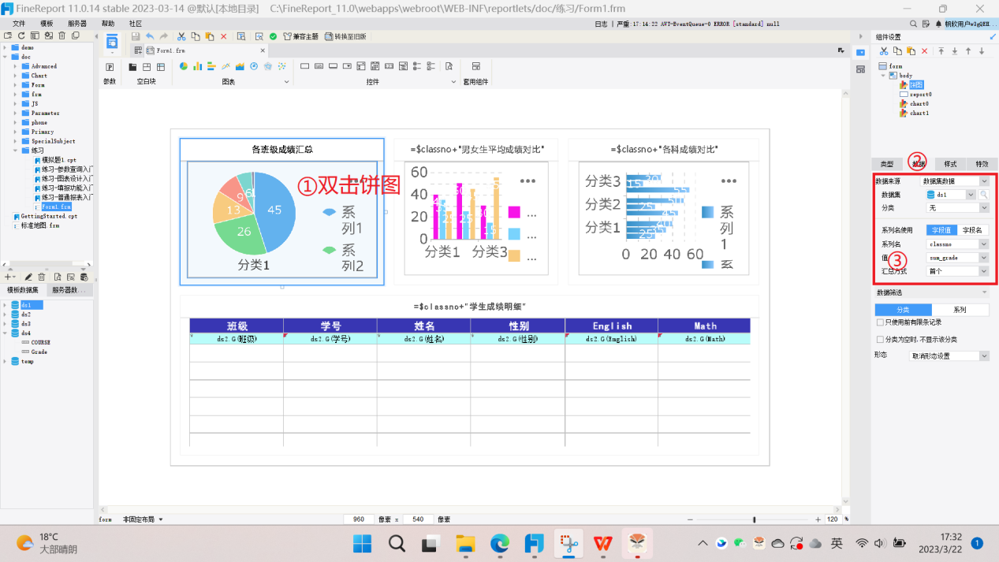 FineReport 11.0.14 stable 2023-03-14 @默认[本地目录] C:\FineReport_11.0\webapps\webroot\WEB-INF\reportlets/doc/练习/Form1.frm
文件 模板 服务器 帮助 社区
日志 | 严重:17:14:22 AWT-EventQueue-0 ERROR [standard] null
兼容主题 转换为旧版
Form1.frm
参数 空白块 图表 控件 套用组件
demo
doc
Advanced
Chart
Form
frm
JS
Parameter
phone
Primary
SpecialSubject
练习
模拟题1.cpt
练习-参数查询入门
练习-图表设计入门
练习-填报功能入门
练习-普通报表入门
Form1.frm
GettingStarted.cpt
标准地图.frm
模板数据集 服务器数...
ds1
ds2
ds3
ds4
COURSE
Grade
temp
各班级成绩汇总
45
26
13
9
6
分类1
系列1
系列2
①双击饼图
=$classno+"男女生平均成绩对比"
60
40
20
0
分类1 分类3
...
...
...
=$classno+"各科成绩对比"
分类3
分类2
分类1
0 20 40 60
系列1
系
=$classno+"学生成绩明细"
班级 学号 姓名 性别 English Math
ds2.G(班级) ds2.G(学号) ds2.G(姓名) ds2.G(性别) ds2.G(English) ds2.G(Math)
form 非固定布局 960 像素 x 540 像素 120 %
组件设置
form
body
饼图
report0
chart0
chart1
类型 数据 样式 特效
②
数据来源 数据集数据
数据集 ds1
分类 无
系列名使用 字段值 字段名
系列名 classno
值 sum_grade
③
汇总方式 首个
数据筛选
分类 系列
只使用前有限条记录
分类为空时,不显示该分类
形态 取消形态设置
18°C
大部晴朗
英
17:32
2023/3/22
1